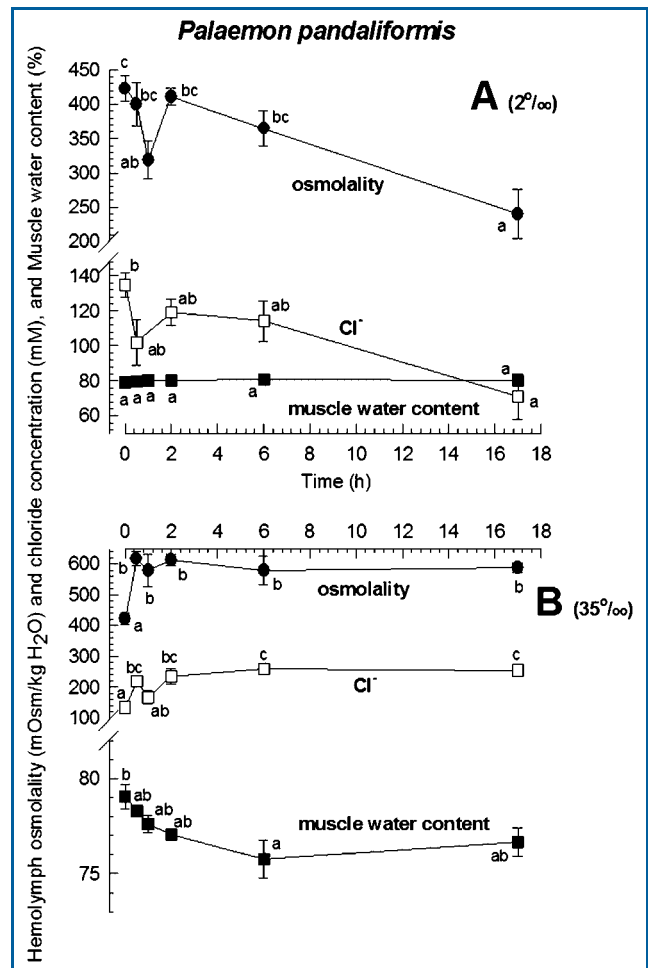 Palaemon pandaliformis
Hemolymph osmolality (mOsm/kg H2O) and chloride concentration (mM), and Muscle water content (%)
A (2º/ₒₒ)
450
400
350
300
250
200
140
120
100
80
60
c
bc
ab
bc
bc
a
osmolality
b
ab
ab
ab
a
Cl-
a
a
a
a
a
a
muscle water content
0 2 4 6 8 10 12 14 16 18
Time (h)
0 2 4 6 8 10 12 14 16 18
B (35º/ₒₒ)
600
500
400
300
200
100
80
75
a
b
b
b
b
b
osmolality
a
bc
ab
bc
c
c
Cl-
b
ab
ab
ab
a
ab
muscle water content